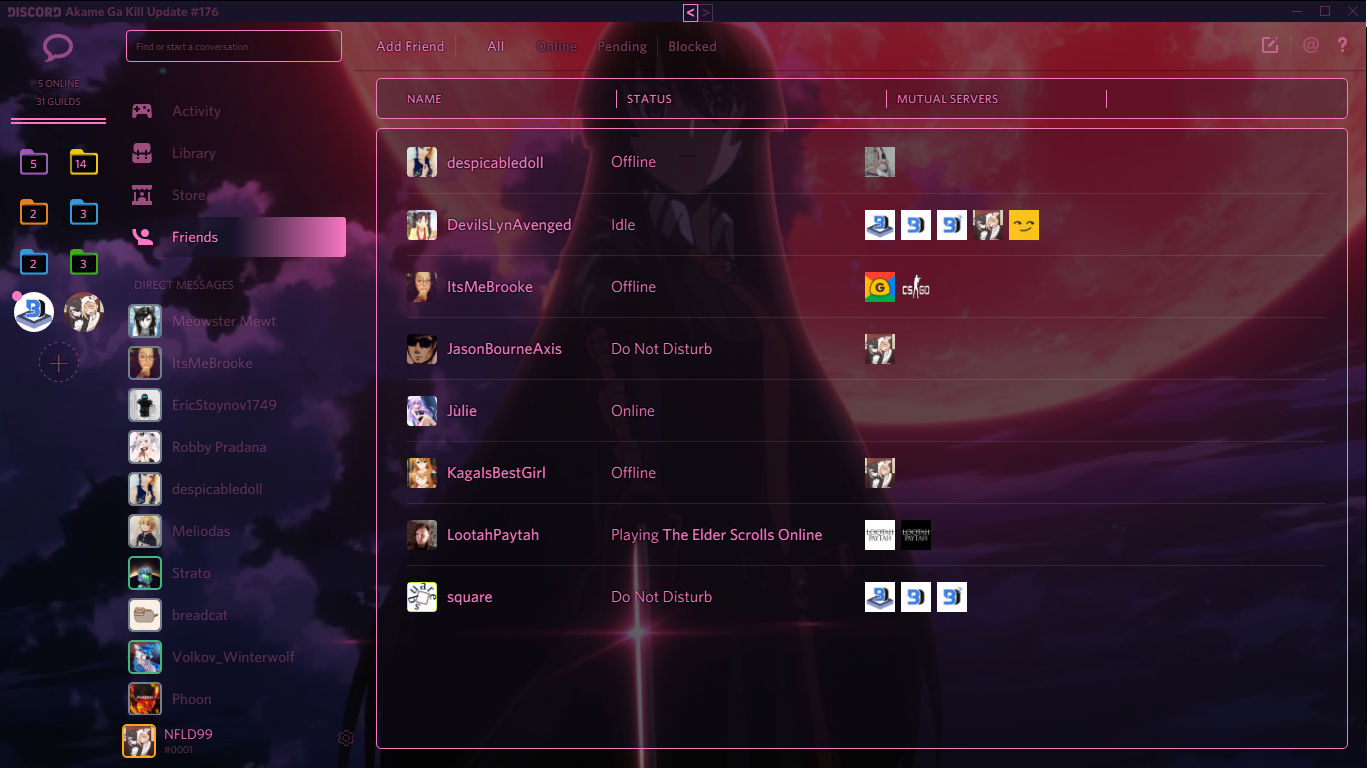 DISCORD Akame Ga Kill Update #176
< >
Find or start a conversation
Add Friend All Online Pending Blocked
@ ?
5 ONLINE
31 GUILDS
NAME STATUS MUTUAL SERVERS
Activity
Library
Store
Friends
5 14
2 3
2 3
DIRECT MESSAGES
Meowster Mewt
ItsMeBrooke
EricStoynov1749
Robby Pradana
despicabledoll
Meliodas
Strato
breadcat
Volkov_Winterwolf
Phoon
NFLD99
#0001
despicabledoll Offline
DevilsLynAvenged Idle
ItsMeBrooke Offline CS GO
JasonBourneAxis Do Not Disturb
Jùlie Online
KagaIsBestGirl Offline
LootahPaytah Playing The Elder Scrolls Online LOOTAH PAYTAH LOOTAH PAYTAH
square Do Not Disturb